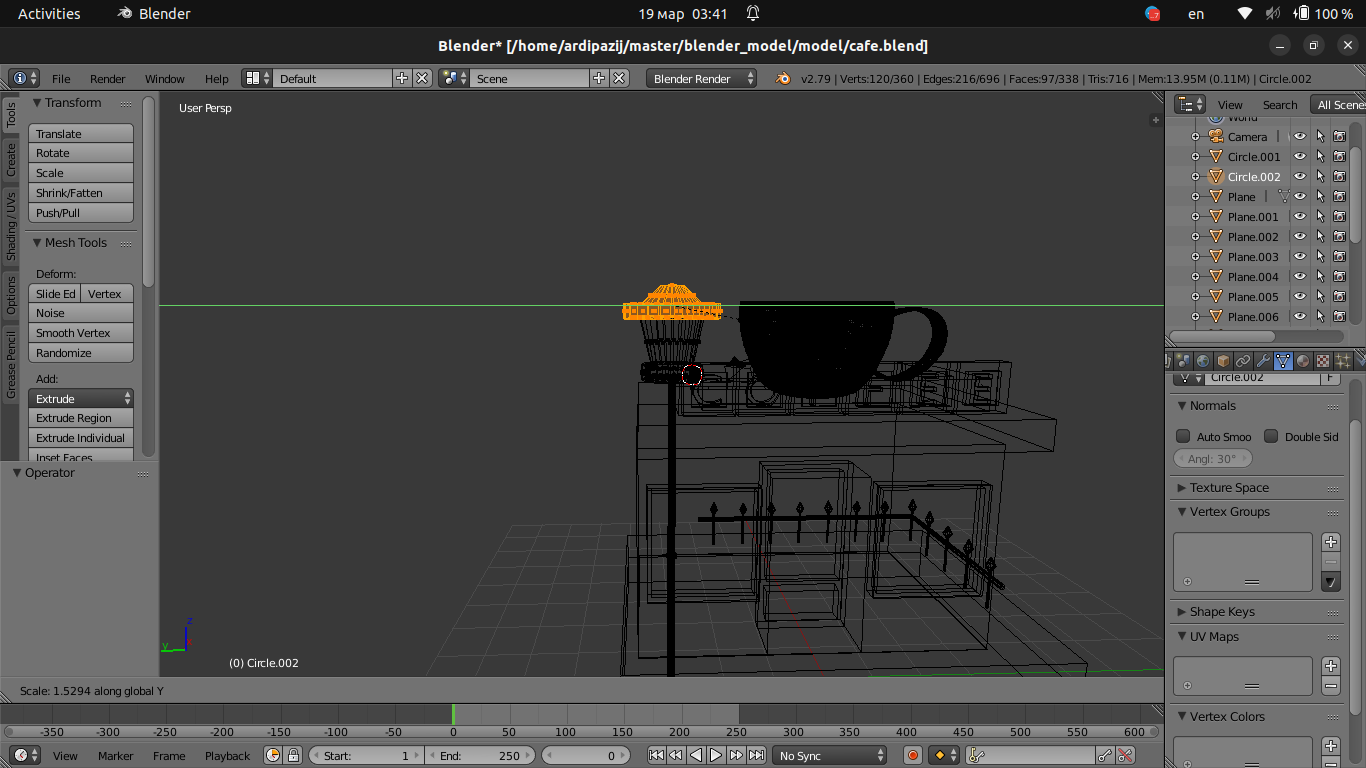 Activities Blender 19 мар 03:41 en 100 %
Blender* [/home/ardipazij/master/blender_model/model/cafe.blend]
File Render Window Help Default Scene Blender Render v2.79 | Verts:120/360 | Edges:216/696 | Faces:97/338 | Tris:716 | Mem:13.95M (0.11M) | Circle.002
Tools
Create
Shading / UVs
Options
Grease Pencil
Transform
Translate
Rotate
Scale
Shrink/Fatten
Push/Pull
Mesh Tools
Deform:
Slide Ed Vertex
Noise
Smooth Vertex
Randomize
Add:
Extrude
Extrude Region
Extrude Individual
Inset Faces
Operator
User Persp
z
y
(0) Circle.002
Scale: 1.5294 along global Y
View Search All Scenes
World
Camera
Circle.001
Circle.002
Plane
Plane.001
Plane.002
Plane.003
Plane.004
Plane.005
Plane.006
Circle.002 F
Normals
Auto Smoo Double Sid
Angl: 30°
Texture Space
Vertex Groups
Shape Keys
UV Maps
Vertex Colors
-350 -300 -250 -200 -150 -100 -50 0 50 100 150 200 250 300 350 400 450 500 550 600
View Marker Frame Playback Start: 1 End: 250 0 No Sync